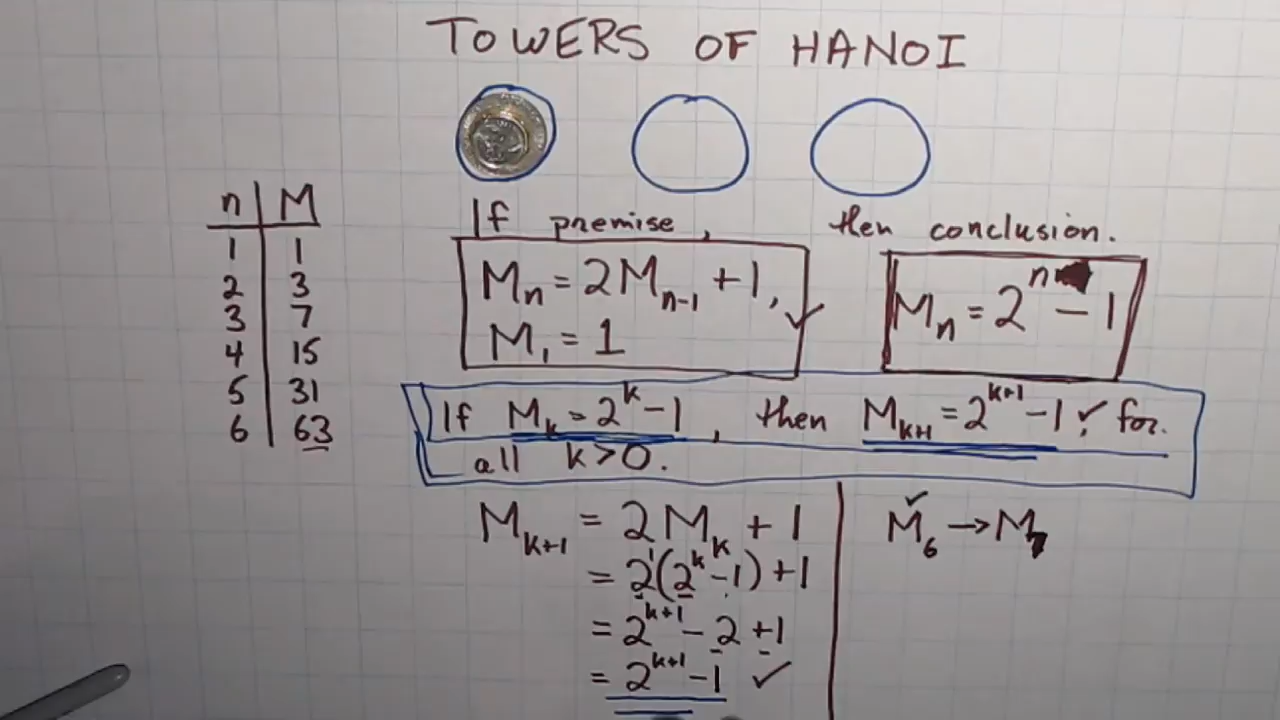 TOWERS OF HANOI
n M
1 1
2 3
3 7
4 15
5 31
6 63
If premise, then conclusion.
Mₙ = 2Mₙ₋₁ + 1, ✓
M₁ = 1
Mₙ = 2ⁿ − 1
If Mₖ = 2ᵏ − 1, then Mₖ₊₁ = 2ᵏ⁺¹ − 1 ✓, for
all k > 0.
Mₖ₊₁ = 2Mₖ + 1
= 2¹(2ᵏ − 1) + 1
= 2ᵏ⁺¹ − 2 + 1
= 2ᵏ⁺¹ − 1 ✓
✓
M₆ → M₇